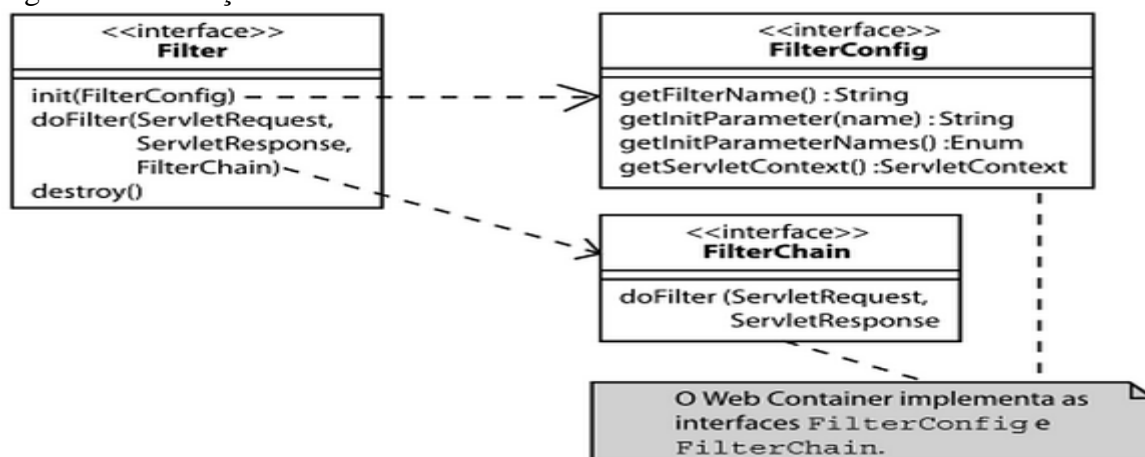 <<interface>>
Filter
init(FilterConfig)
doFilter(ServletRequest,
ServletResponse,
FilterChain)
destroy()
<<interface>>
FilterConfig
getFilterName() : String
getInitParameter(name) : String
getInitParameterNames() :Enum
getServletContext() :ServletContext
<<interface>>
FilterChain
doFilter (ServletRequest,
ServletResponse
O Web Container implementa as
interfaces FilterConfig e
FilterChain.